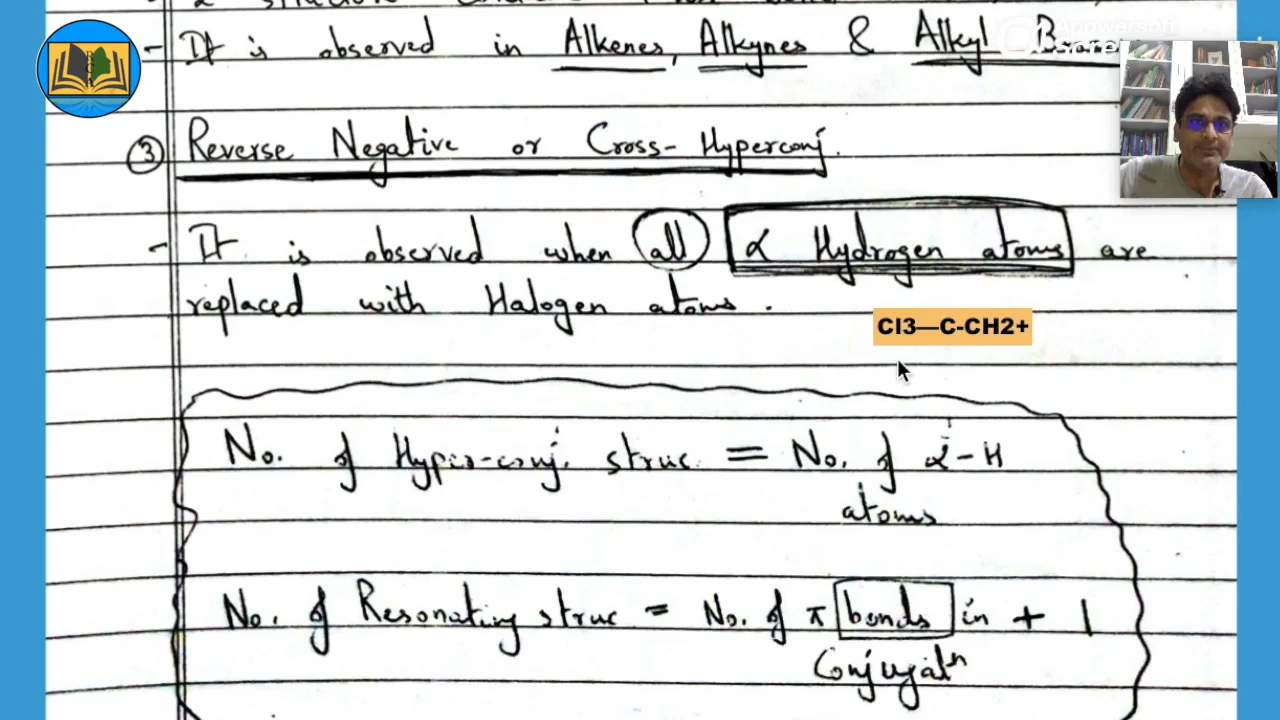 - It is observed in Alkenes, Alkynes & Alkyl B
③ Reverse Negative or Cross-Hyperconj.
- It is observed when all α Hydrogen atoms are
replaced with Halogen atoms.
Cl3—C-CH2+
No. of Hyper-conj. struc = No. of α-H
atoms
No. of Resonating struc = No. of π bonds in + 1
Conjugatn